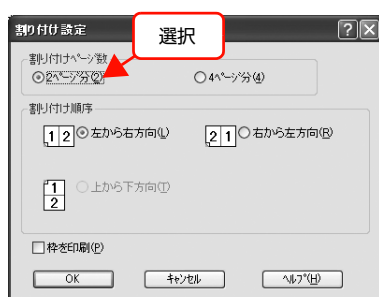 割り付け設定
選択
割り付けページ数
2ページ分(2)
4ページ分(4)
割り付け順序
1 2 左から右方向(L)
2 1 右から左方向(R)
1
2
上から下方向(T)
枠を印刷(P)
OK キャンセル ヘルプ(H)